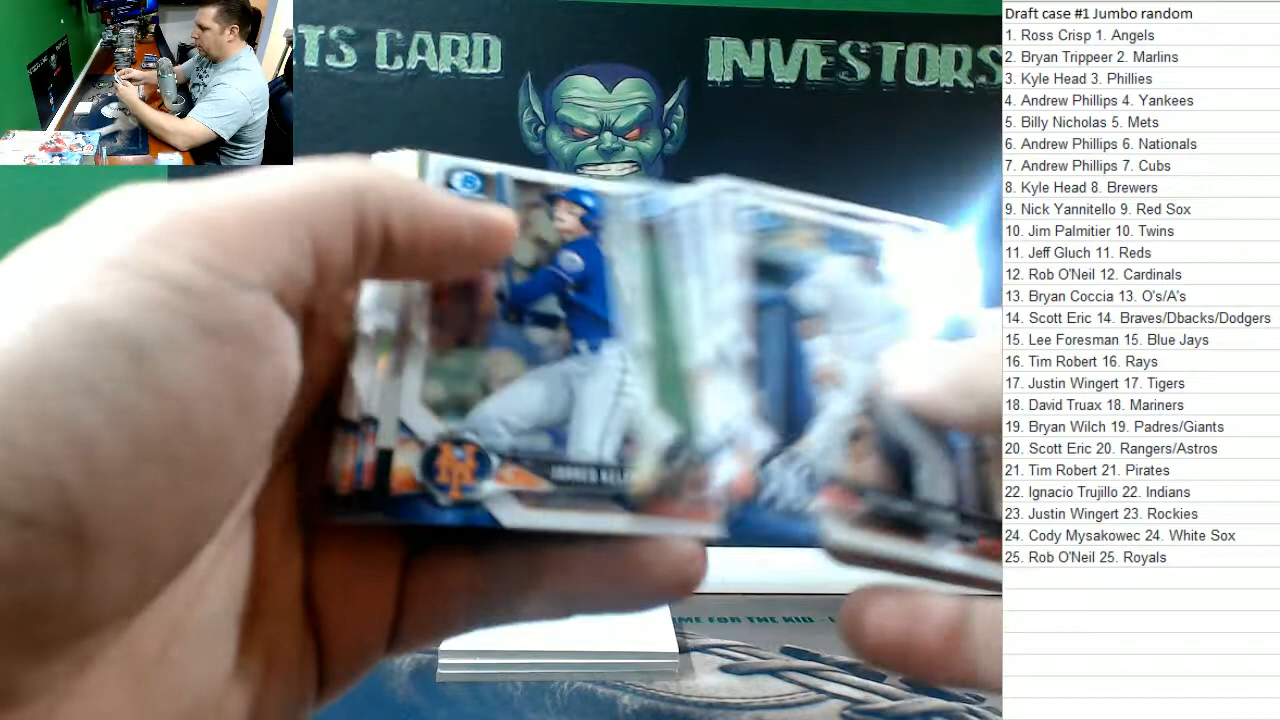 TS CARD INVESTORS
Draft case #1 Jumbo random
1. Ross Crisp 1. Angels
2. Bryan Trippeer 2. Marlins
3. Kyle Head 3. Phillies
4. Andrew Phillips 4. Yankees
5. Billy Nicholas 5. Mets
6. Andrew Phillips 6. Nationals
7. Andrew Phillips 7. Cubs
8. Kyle Head 8. Brewers
9. Nick Yannitello 9. Red Sox
10. Jim Palmitier 10. Twins
11. Jeff Gluch 11. Reds
12. Rob O'Neil 12. Cardinals
13. Bryan Coccia 13. O's/A's
14. Scott Eric 14. Braves/Dbacks/Dodgers
15. Lee Foresman 15. Blue Jays
16. Tim Robert 16. Rays
17. Justin Wingert 17. Tigers
18. David Truax 18. Mariners
19. Bryan Wilch 19. Padres/Giants
20. Scott Eric 20. Rangers/Astros
21. Tim Robert 21. Pirates
22. Ignacio Trujillo 22. Indians
23. Justin Wingert 23. Rockies
24. Cody Mysakowec 24. White Sox
25. Rob O'Neil 25. Royals
B
NY
ME FOR THE KID